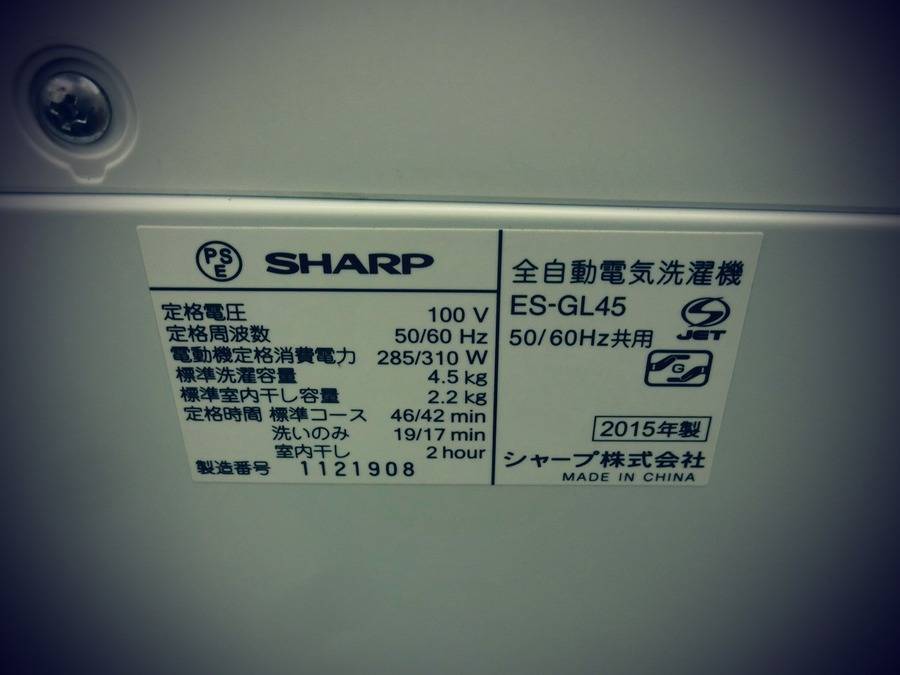 PSE SHARP
定格電圧 100 V
定格周波数 50/60 Hz
電動機定格消費電力 285/310 W
標準洗濯容量 4.5 kg
標準室内干し容量 2.2 kg
定格時間 標準コース 46/42 min
洗いのみ 19/17 min
室内干し 2 hour
製造番号 1121908
全自動電気洗濯機
ES-GL45
50/60Hz共用
JET
G
2015年製
シャープ株式会社
MADE IN CHINA